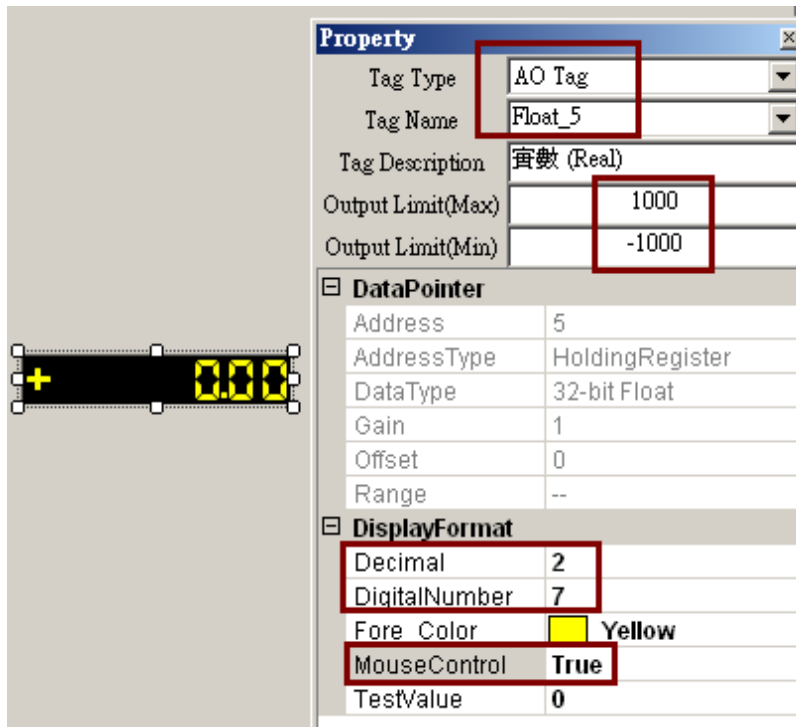 Property
Tag Type AO Tag
Tag Name Float_5
Tag Description 實數 (Real)
Output Limit(Max) 1000
Output Limit(Min) -1000
DataPointer
Address 5
AddressType HoldingRegister
DataType 32-bit Float
Gain 1
Offset 0
Range --
+ 0.00
DisplayFormat
Decimal 2
DigitalNumber 7
Fore_Color Yellow
MouseControl True
TestValue 0